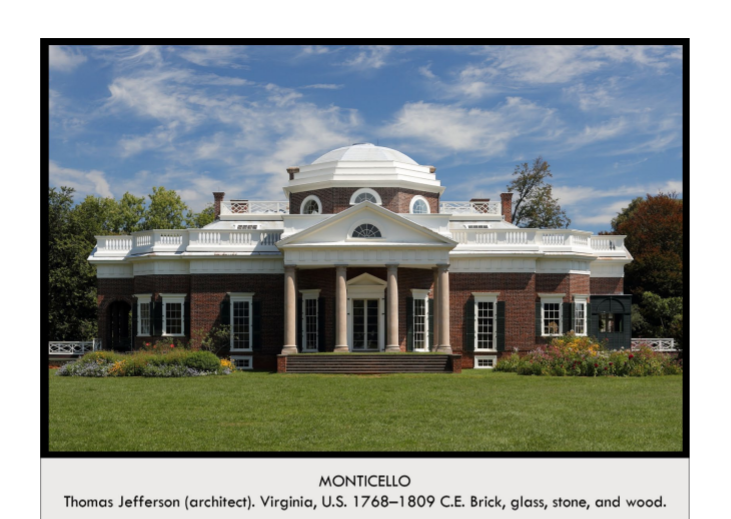 MONTICELLO
Thomas Jefferson (architect). Virginia, U.S. 1768–1809 C.E. Brick, glass, stone, and wood.